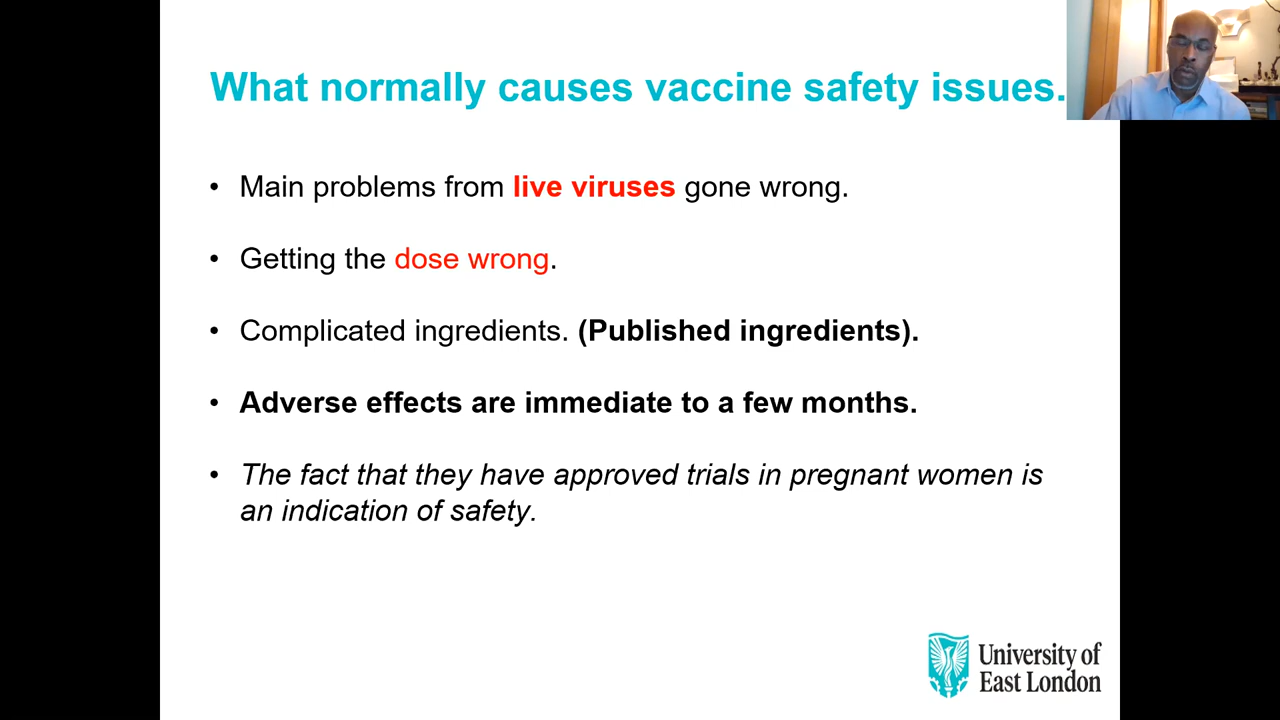 What normally causes vaccine safety issues.
• Main problems from live viruses gone wrong.
• Getting the dose wrong.
• Complicated ingredients. (Published ingredients).
• Adverse effects are immediate to a few months.
• The fact that they have approved trials in pregnant women is
an indication of safety.
University of
East London